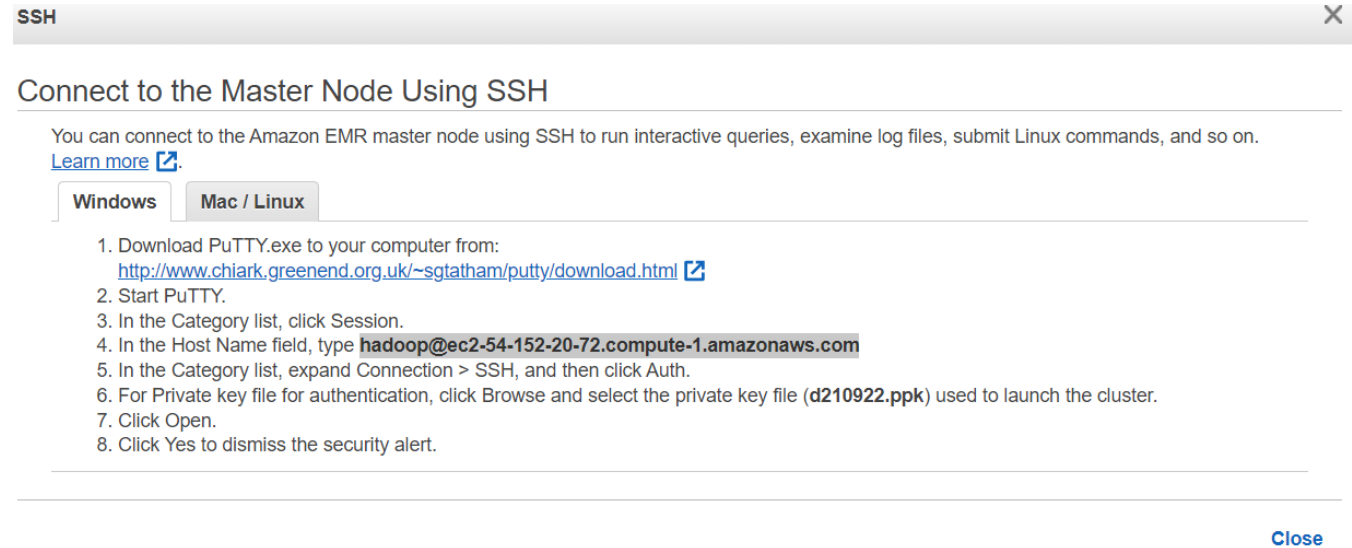 SSH
Connect to the Master Node Using SSH
You can connect to the Amazon EMR master node using SSH to run interactive queries, examine log files, submit Linux commands, and so on.
Learn more .
Windows Mac / Linux
1. Download PuTTY.exe to your computer from:
http://www.chiark.greenend.org.uk/~sgtatham/putty/download.html
2. Start PuTTY.
3. In the Category list, click Session.
4. In the Host Name field, type hadoop@ec2-54-152-20-72.compute-1.amazonaws.com
5. In the Category list, expand Connection > SSH, and then click Auth.
6. For Private key file for authentication, click Browse and select the private key file (d210922.ppk) used to launch the cluster.
7. Click Open.
8. Click Yes to dismiss the security alert.
Close